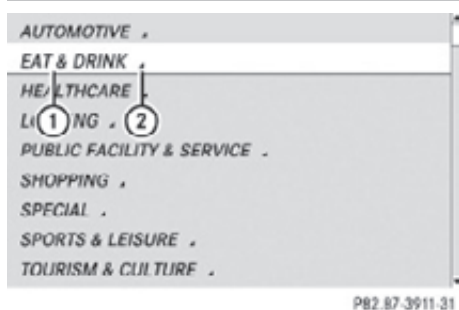 AUTOMOTIVE
EAT & DRINK
HEALTHCARE
1 NG 2
PUBLIC FACILITY & SERVICE
SHOPPING
SPECIAL
SPORTS & LEISURE
TOURISM & CULTURE
P82.87-3911-31